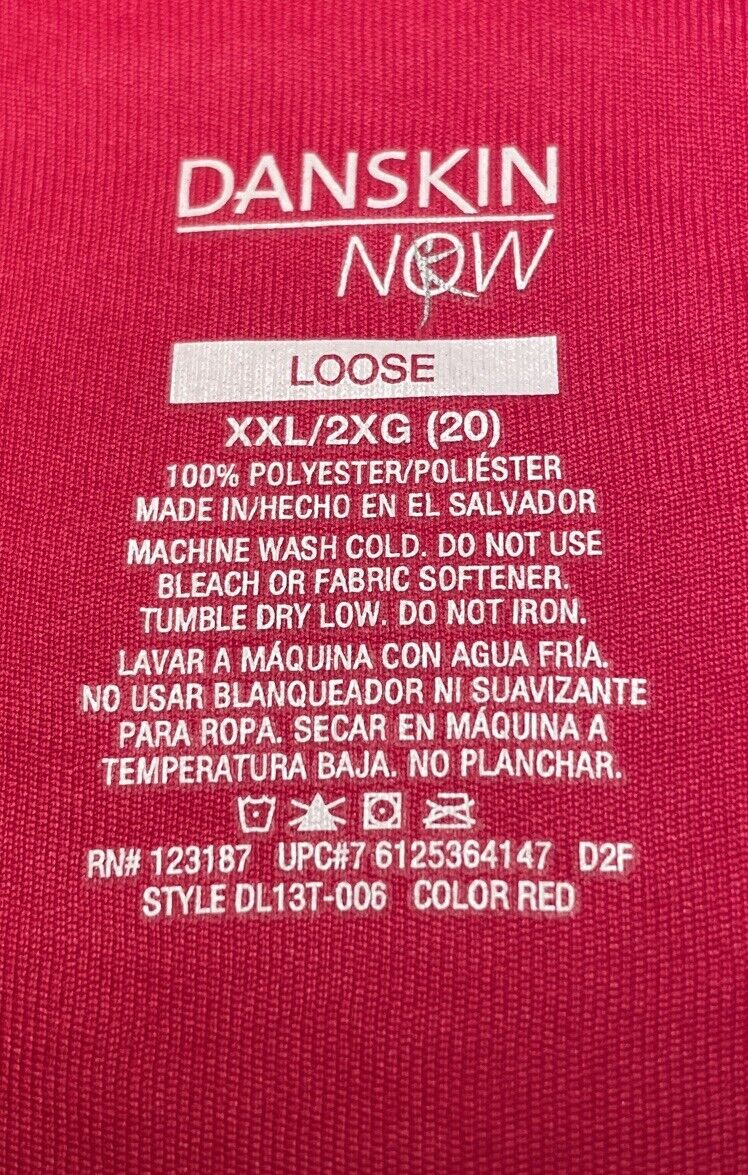 DANSKIN
NOW
LOOSE
XXL/2XG (20)
100% POLYESTER/POLIÉSTER
MADE IN/HECHO EN EL SALVADOR
MACHINE WASH COLD. DO NOT USE
BLEACH OR FABRIC SOFTENER.
TUMBLE DRY LOW. DO NOT IRON.
LAVAR A MÁQUINA CON AGUA FRÍA.
NO USAR BLANQUEADOR NI SUAVIZANTE
PARA ROPA. SECAR EN MÁQUINA A
TEMPERATURA BAJA. NO PLANCHAR.
RN# 123187 UPC#7 6125364147 D2F
STYLE DL13T-006 COLOR RED